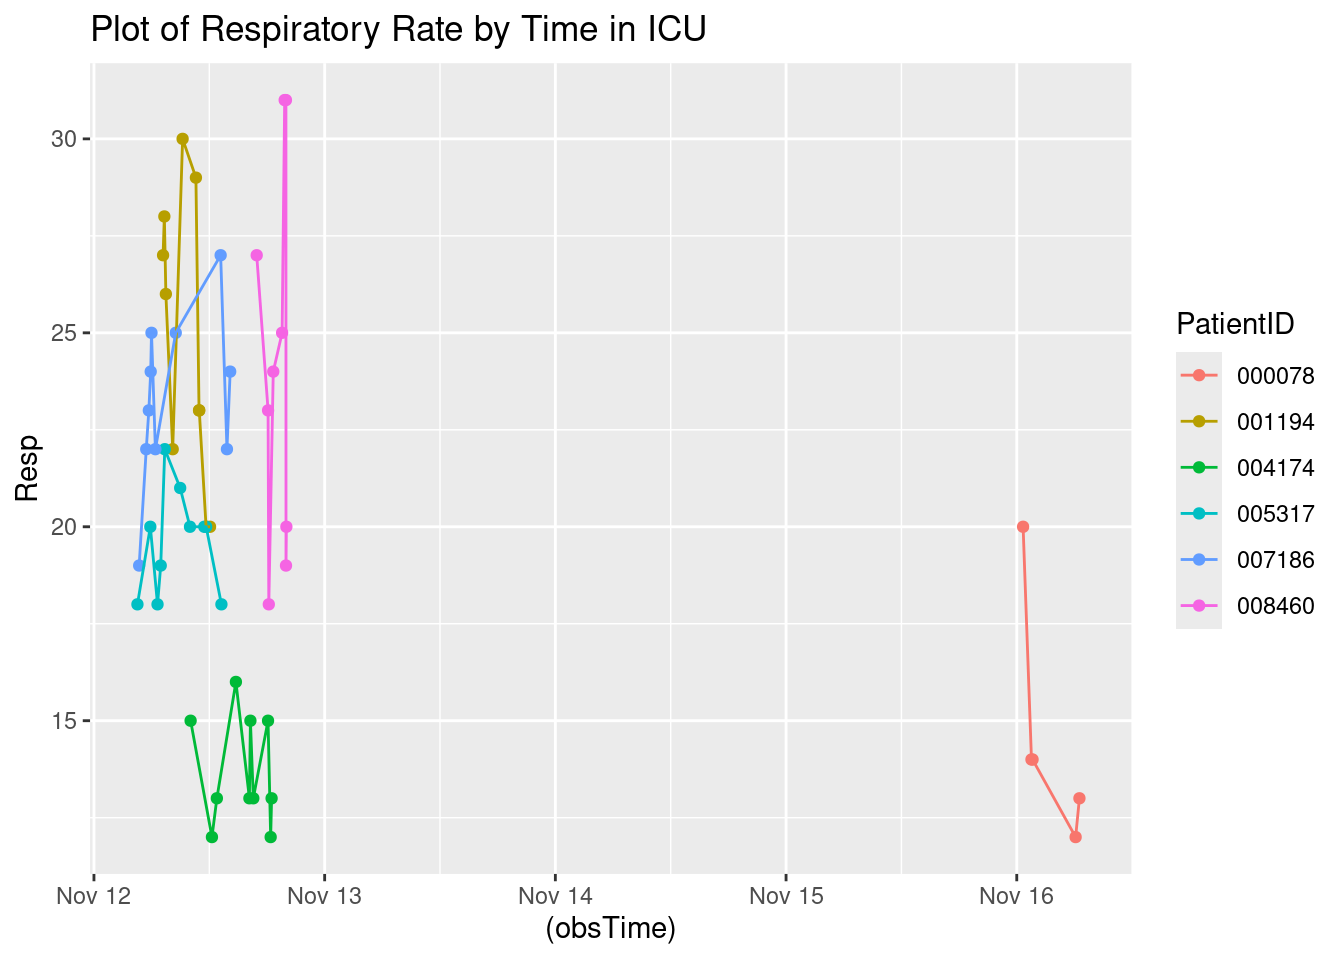 Plot of Respiratory Rate by Time in ICU
30
25
20
15
Resp
Nov 12
Nov 13
Nov 14
Nov 15
Nov 16
(obsTime)
PatientID
000078
001194
004174
005317
007186
008460